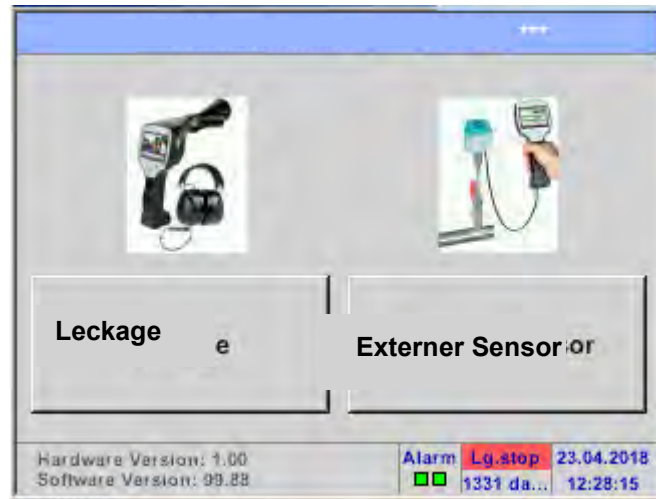 ***
Leckage e
Externer Sensor or
Hardware Version: 1.00
Software Version: 99.88
Alarm
Lg.stop
1331 da...
23.04.2018
12:28:15